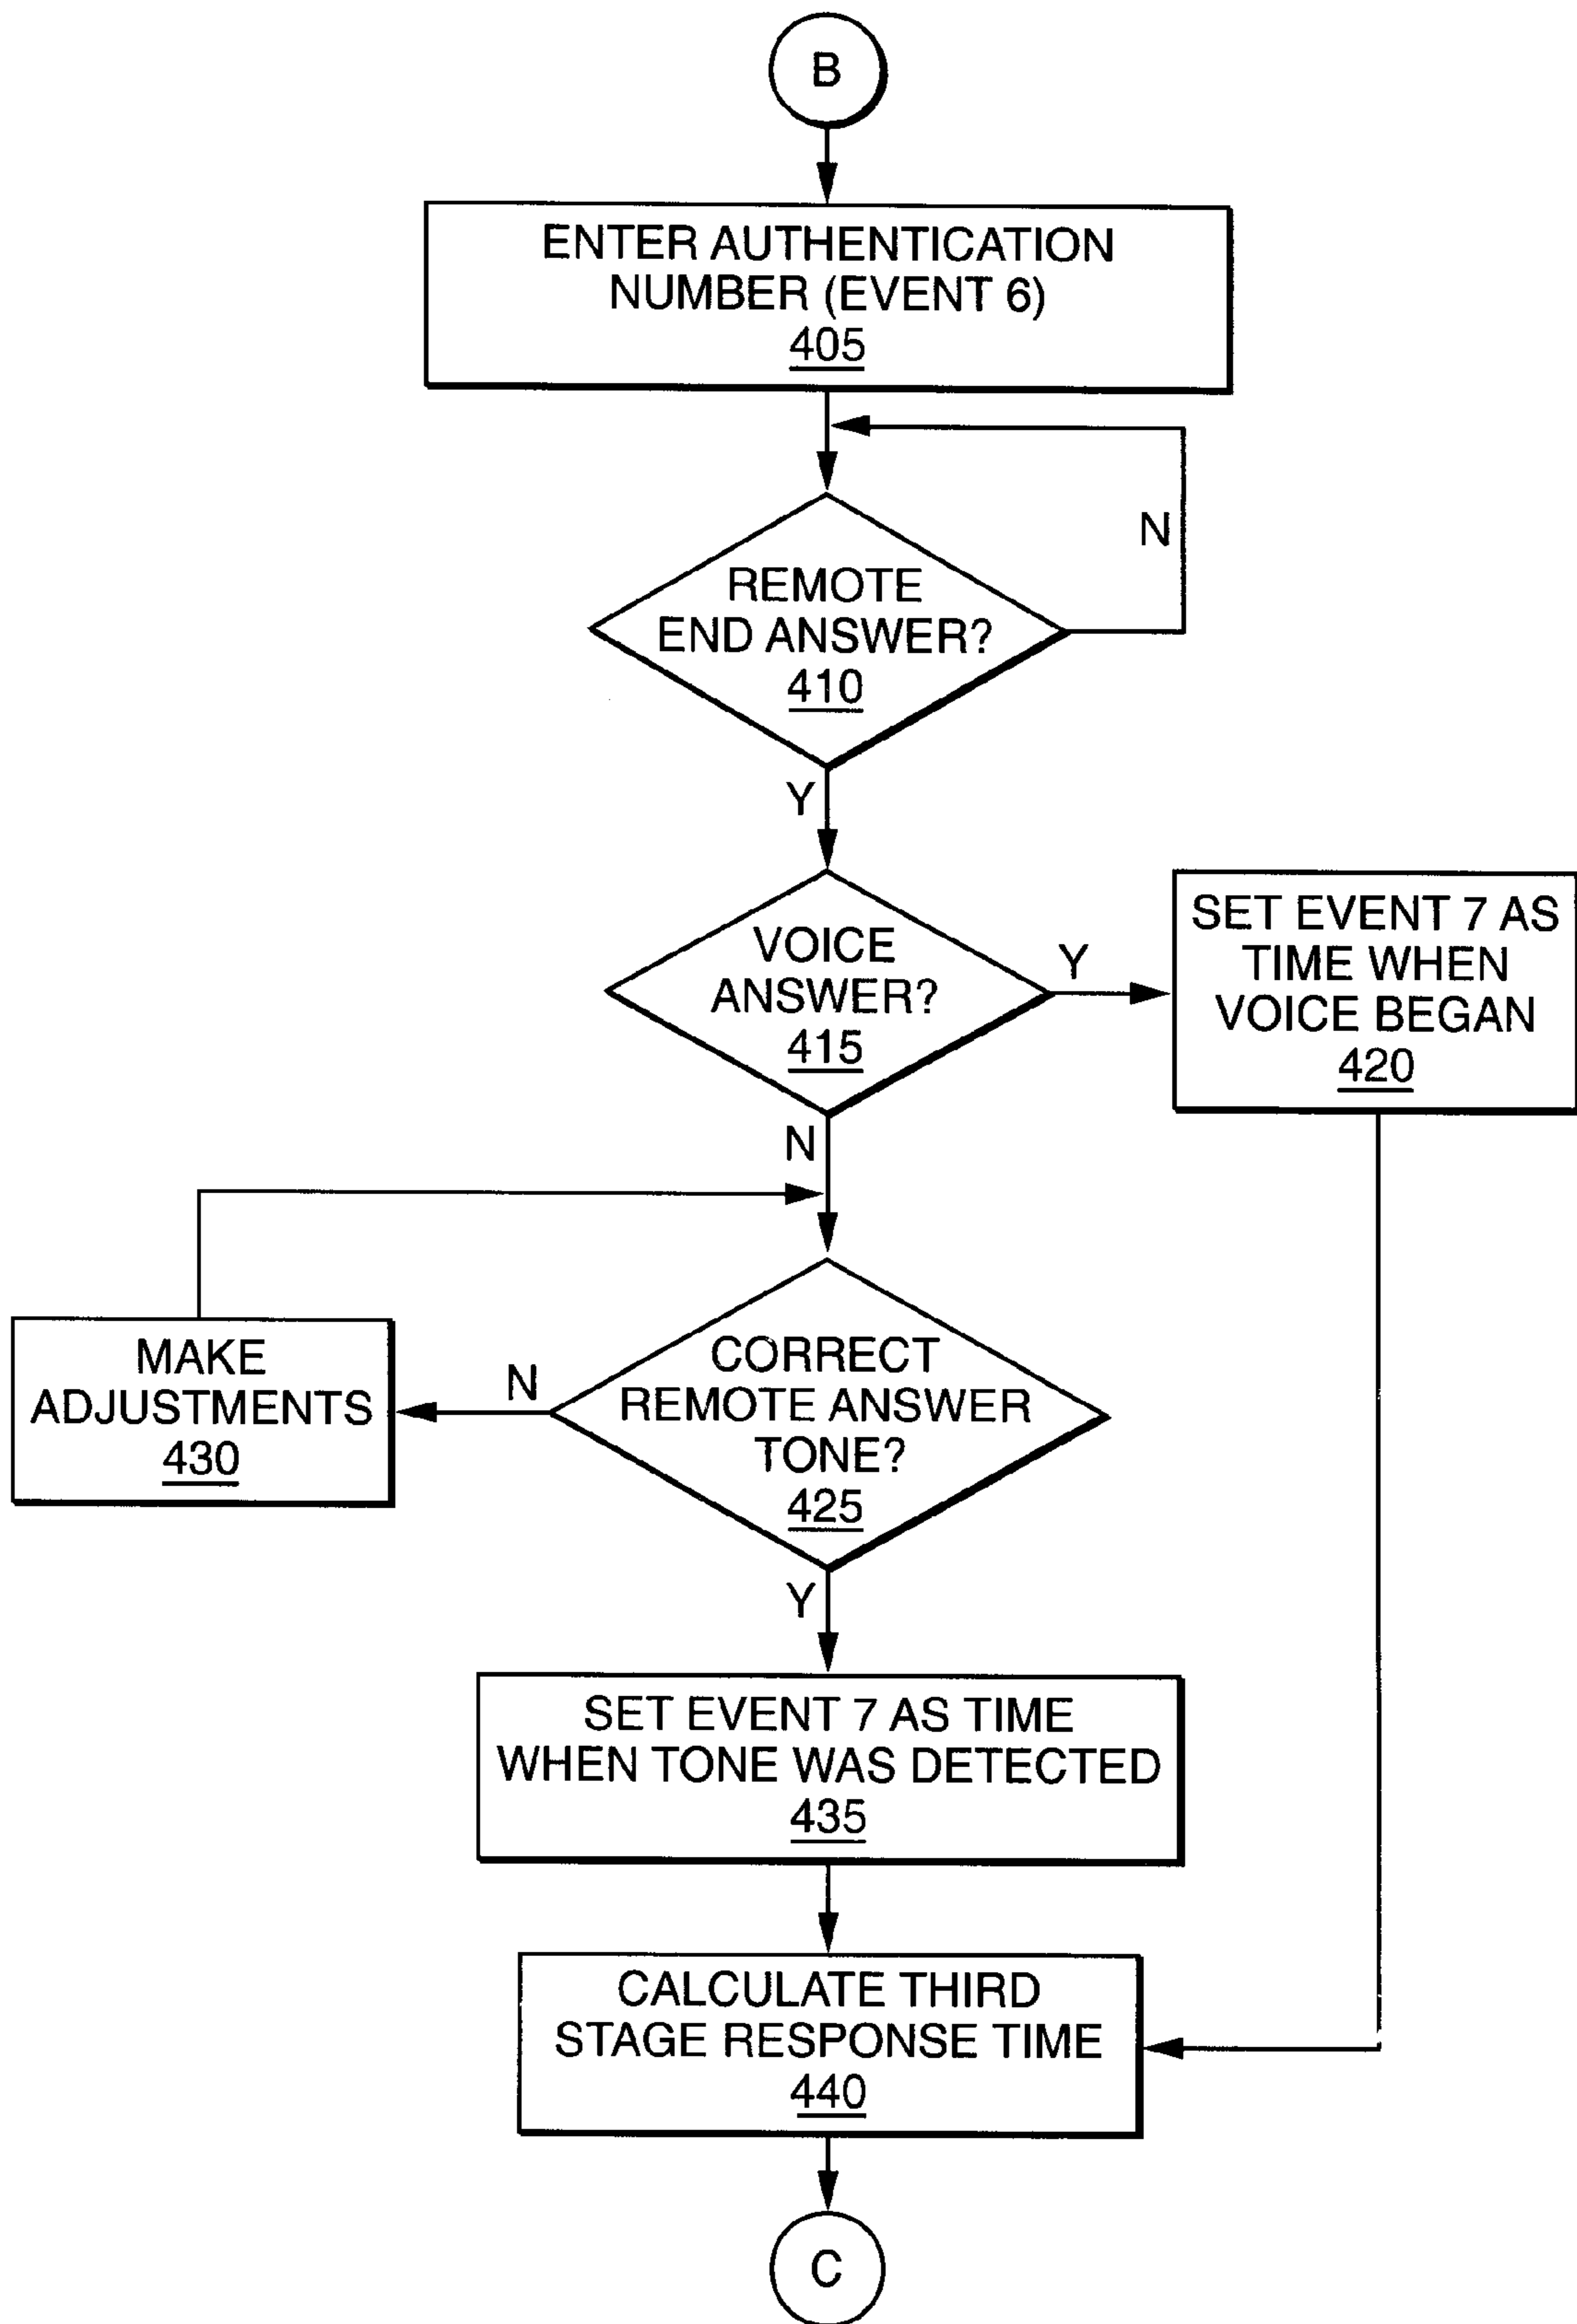 B
ENTER AUTHENTICATION
NUMBER (EVENT 6)
405
N
REMOTE
END ANSWER?
410
Y
VOICE
ANSWER?
415
Y
SET EVENT 7 AS
TIME WHEN
VOICE BEGAN
420
N
MAKE
ADJUSTMENTS
430
N
CORRECT
REMOTE ANSWER
TONE?
425
Y
SET EVENT 7 AS TIME
WHEN TONE WAS DETECTED
435
CALCULATE THIRD
STAGE RESPONSE TIME
440
C